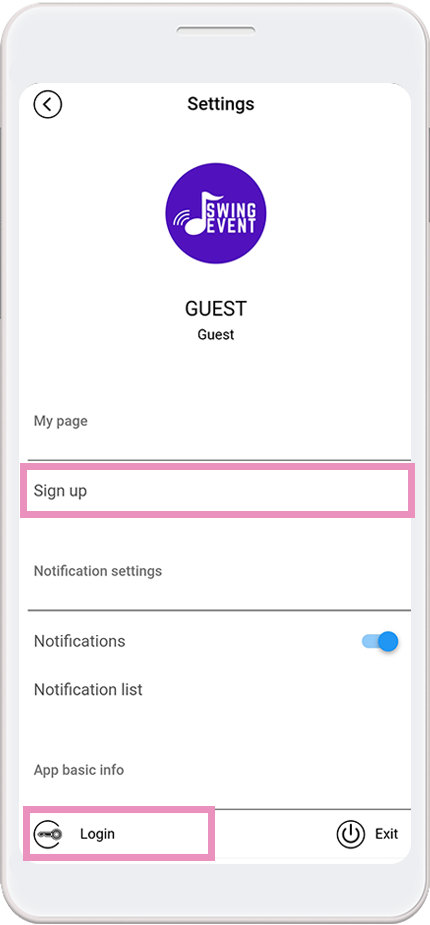 Settings
SWING
EVENT
GUEST
Guest
My page
Sign up
Notification settings
Notifications
Notification list
App basic info
Login
Exit